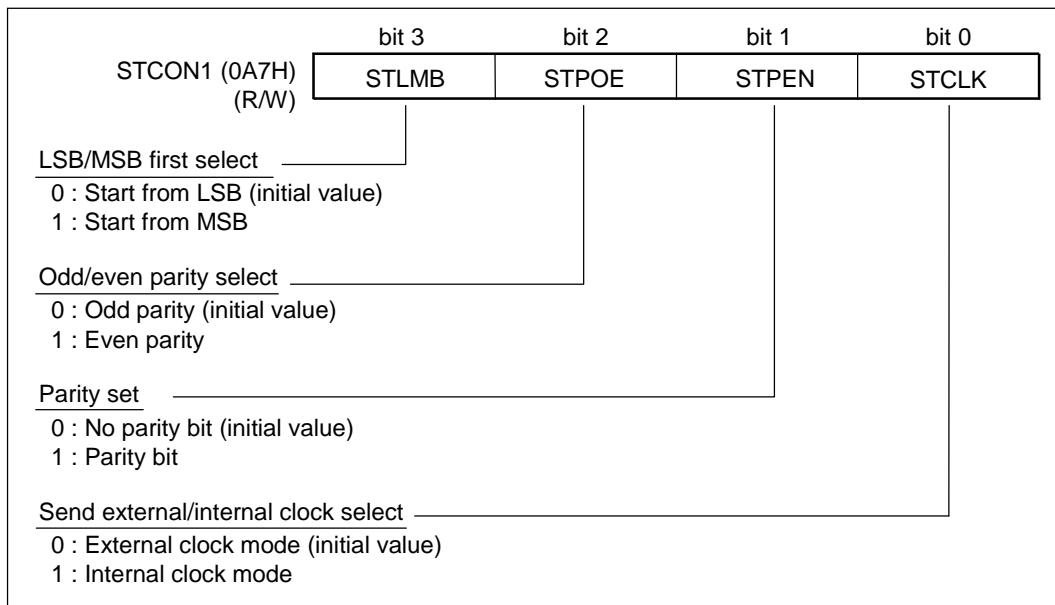 bit 3 bit 2 bit 1 bit 0
STCON1 (0A7H) STLMB STPOE STPEN STCLK
(R/W)
LSB/MSB first select
0 : Start from LSB (initial value)
1 : Start from MSB
Odd/even parity select
0 : Odd parity (initial value)
1 : Even parity
Parity set
0 : No parity bit (initial value)
1 : Parity bit
Send external/internal clock select
0 : External clock mode (initial value)
1 : Internal clock mode